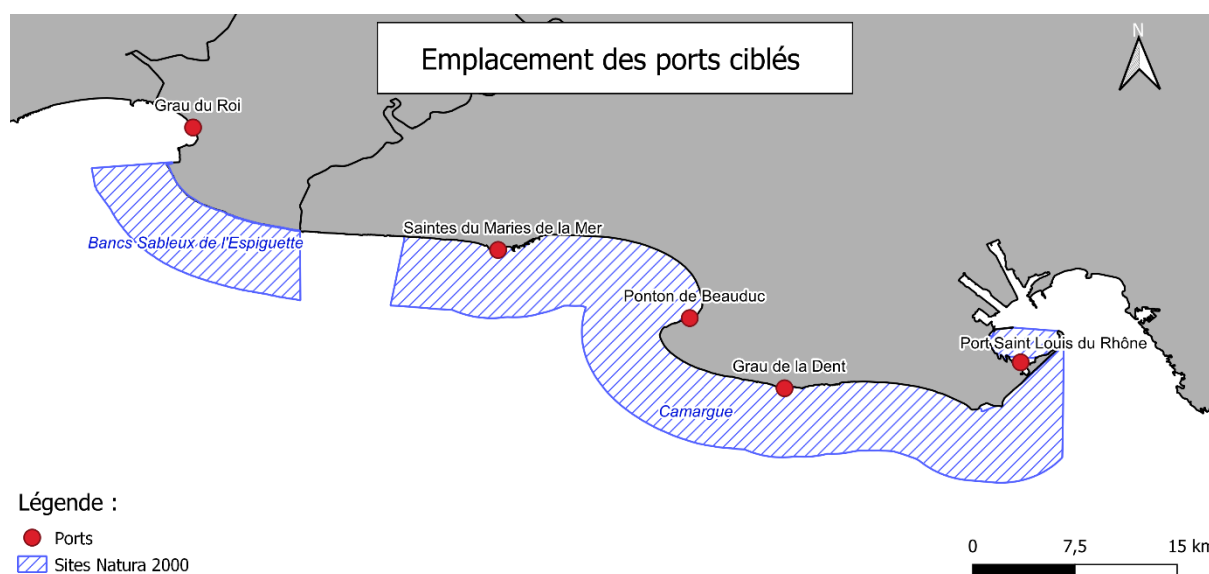 Emplacement des ports ciblés
N
Grau du Roi
Saintes du Maries de la Mer
Bancs Sableux de l'Espiguette
Ponton de Beauduc
Port Saint Louis du Rhône
Grau de la Dent
Camargue
Légende :
Ports
Sites Natura 2000
0 7,5 15 km